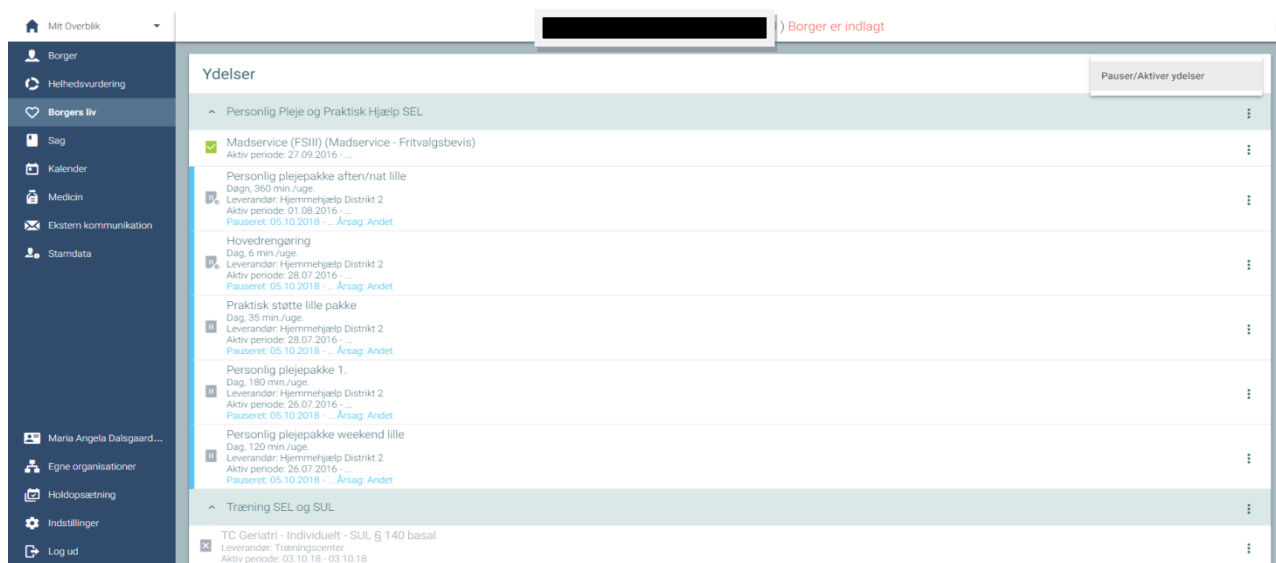 Mit Overblik
) Borger er indlagt
Borger
Helhedsvurdering
Borgers liv
Sag
Kalender
Medicin
Ekstern kommunikation
Stamdata
Maria Angela Dalsgaard...
Egne organisationer
Holdopsætning
Indstillinger
Log ud
Ydelser
Pauser/Aktiver ydelser
Personlig Pleje og Praktisk Hjælp SEL
Madservice (FSIII) (Madservice - Fritvalgsbevis)
Aktiv periode: 27.09.2016 - ...
Personlig plejepakke aften/nat lille
Døgn, 360 min./uge.
Leverandør: Hjemmehjælp Distrikt 2
Aktiv periode: 01.08.2016 - ...
Pauseret: 05.10.2018 - ... Årsag: Andet
Hovedrengøring
Dag, 6 min./uge.
Leverandør: Hjemmehjælp Distrikt 2
Aktiv periode: 28.07.2016 - ...
Pauseret: 05.10.2018 - ... Årsag: Andet
Praktisk støtte lille pakke
Dag, 35 min./uge.
Leverandør: Hjemmehjælp Distrikt 2
Aktiv periode: 28.07.2016 - ...
Pauseret: 05.10.2018 - ... Årsag: Andet
Personlig plejepakke 1.
Dag, 180 min./uge.
Leverandør: Hjemmehjælp Distrikt 2
Aktiv periode: 26.07.2016 - ...
Pauseret: 05.10.2018 - ... Årsag: Andet
Personlig plejepakke weekend lille
Dag, 120 min./uge.
Leverandør: Hjemmehjælp Distrikt 2
Aktiv periode: 26.07.2016 - ...
Pauseret: 05.10.2018 - ... Årsag: Andet
Træning SEL og SUL
TC Geriatri - Individuelt - SUL § 140 basal
Leverandør: Træningscenter
Aktiv periode: 03.10.18 - 03.10.18